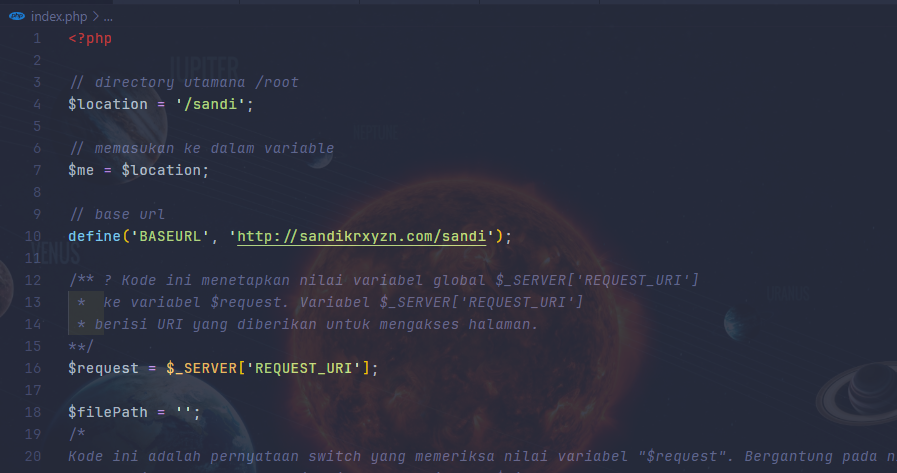 php index.php > ...
1 <?php
2
3 // directory utamana /root
4 $location = '/sandi';
5
6 // memasukan ke dalam variable
7 $me = $location;
8
9 // base url
10 define('BASEURL', 'http://sandikrxyzn.com/sandi');
11
12 /** ? Kode ini menetapkan nilai variabel global $_SERVER['REQUEST_URI']
13 * ke variabel $request. Variabel $_SERVER['REQUEST_URI']
14 * berisi URI yang diberikan untuk mengakses halaman.
15 **/
16 $request = $_SERVER['REQUEST_URI'];
17
18 $filePath = '';
19 /*
20 Kode ini adalah pernyataan switch yang memeriksa nilai variabel "$request". Bergantung pada n
JUPITER
VENUS
URANUS